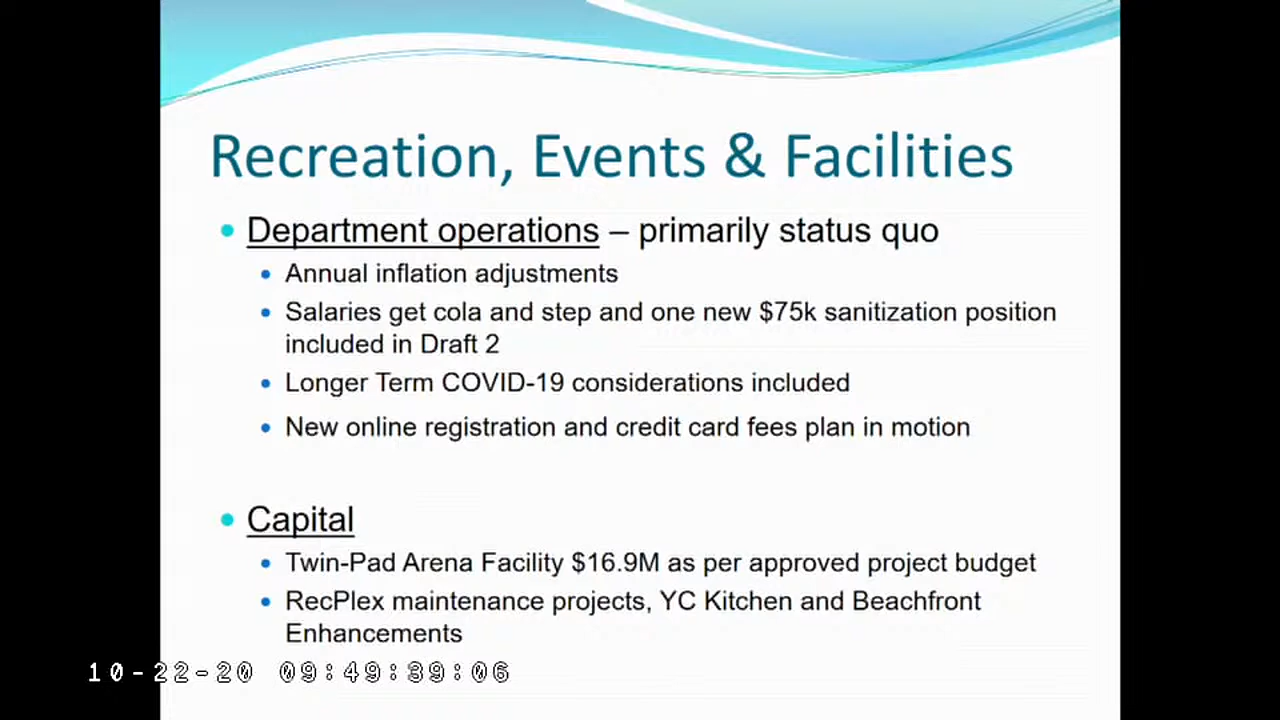 Recreation, Events & Facilities
• Department operations – primarily status quo
• Annual inflation adjustments
• Salaries get cola and step and one new $75k sanitization position
included in Draft 2
• Longer Term COVID-19 considerations included
• New online registration and credit card fees plan in motion
• Capital
• Twin-Pad Arena Facility $16.9M as per approved project budget
• RecPlex maintenance projects, YC Kitchen and Beachfront
Enhancements
10-22-20 09:49:39:06